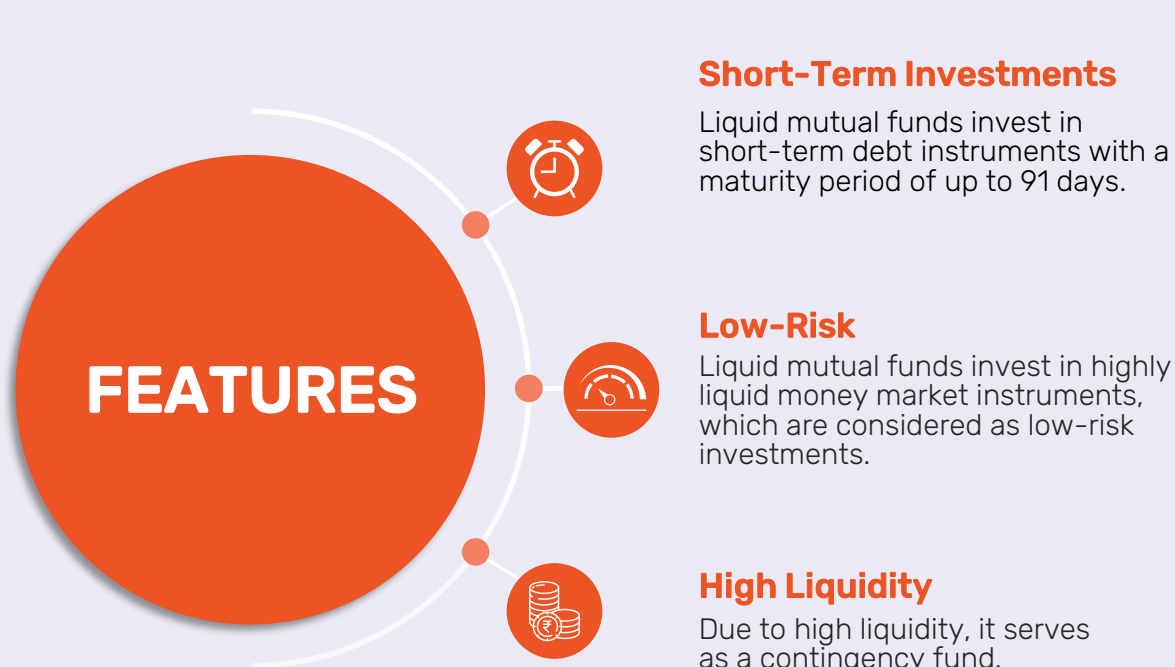 FEATURES
Short-Term Investments
Liquid mutual funds invest in
short-term debt instruments with a
maturity period of up to 91 days.
Low-Risk
Liquid mutual funds invest in highly
liquid money market instruments,
which are considered as low-risk
investments.
₹
High Liquidity
Due to high liquidity, it serves
as a contingency fund.